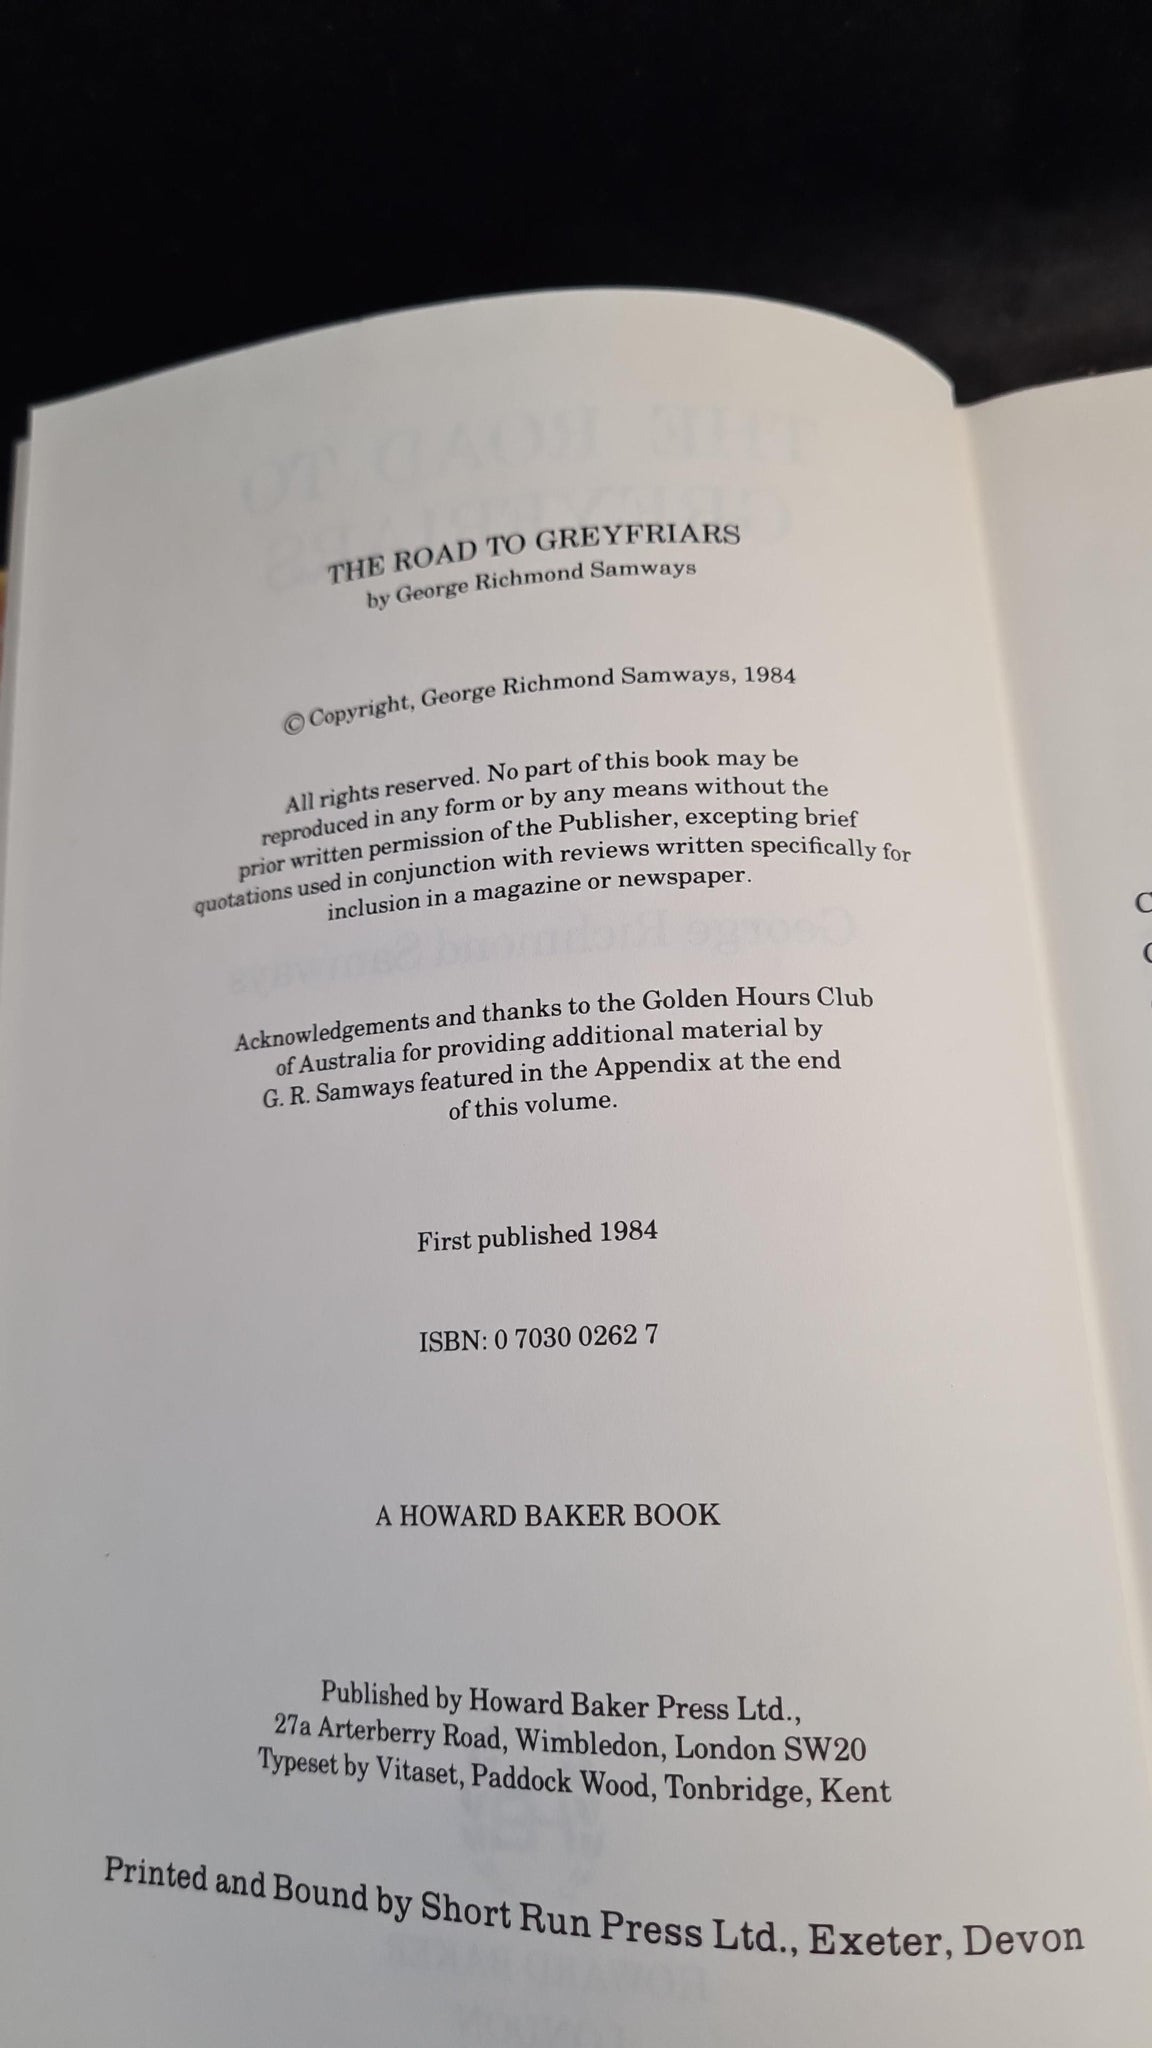 THE ROAD TO GREYFRIARS
by George Richmond Samways
© Copyright, George Richmond Samways, 1984
All rights reserved. No part of this book may be
reproduced in any form or by any means without the
prior written permission of the Publisher, excepting brief
quotations used in conjunction with reviews written specifically for
inclusion in a magazine or newspaper.
Acknowledgements and thanks to the Golden Hours Club
of Australia for providing additional material by
G. R. Samways featured in the Appendix at the end
of this volume.
First published 1984
ISBN: 0 7030 0262 7
A HOWARD BAKER BOOK
Published by Howard Baker Press Ltd.,
27a Arterberry Road, Wimbledon, London SW20
Typeset by Vitaset, Paddock Wood, Tonbridge, Kent
Printed and Bound by Short Run Press Ltd., Exeter, Devon